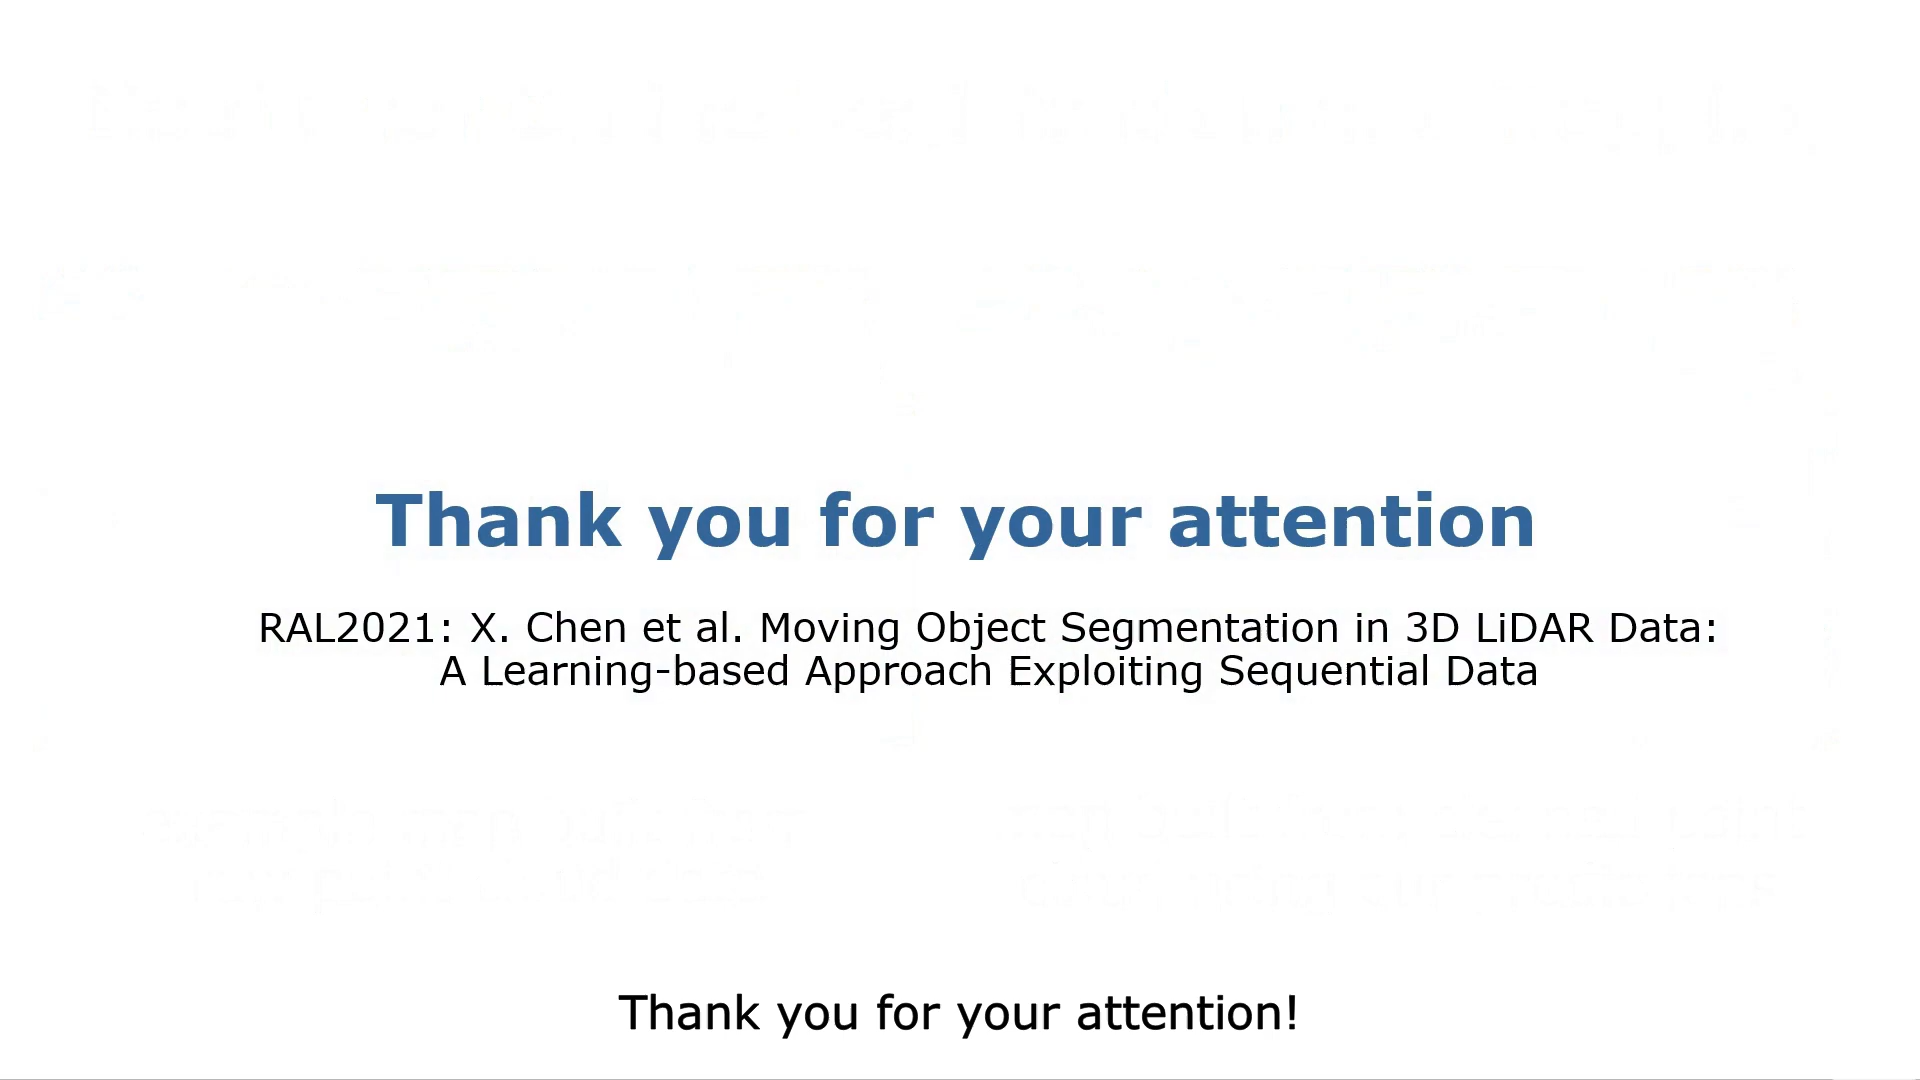 Thank you for your attention
RAL2021: X. Chen et al. Moving Object Segmentation in 3D LiDAR Data:
A Learning-based Approach Exploiting Sequential Data
Thank you for your attention!